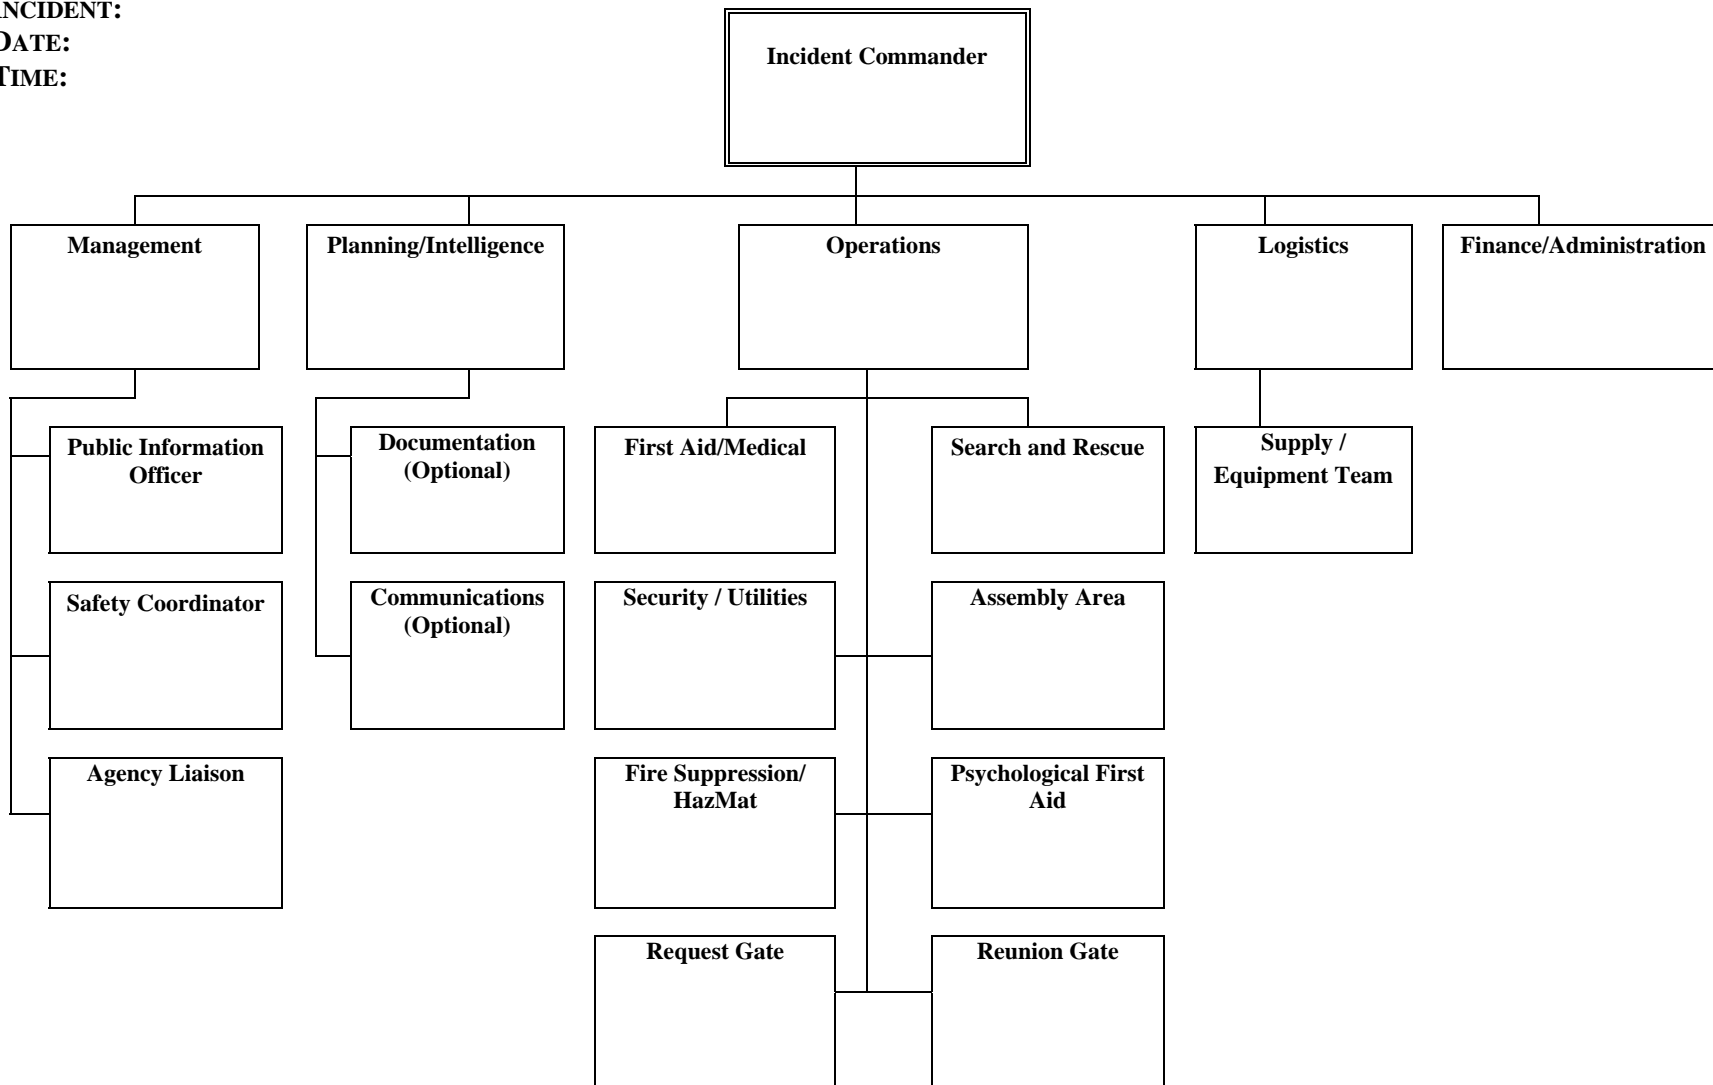 INCIDENT:
DATE:
TIME:
Incident Commander
Management
Planning/Intelligence
Operations
Logistics
Finance/Administration
Public Information
Officer
Documentation
(Optional)
First Aid/Medical
Search and Rescue
Supply /
Equipment Team
Safety Coordinator
Communications
(Optional)
Security / Utilities
Assembly Area
Agency Liaison
Fire Suppression/
HazMat
Psychological First
Aid
Request Gate
Reunion Gate